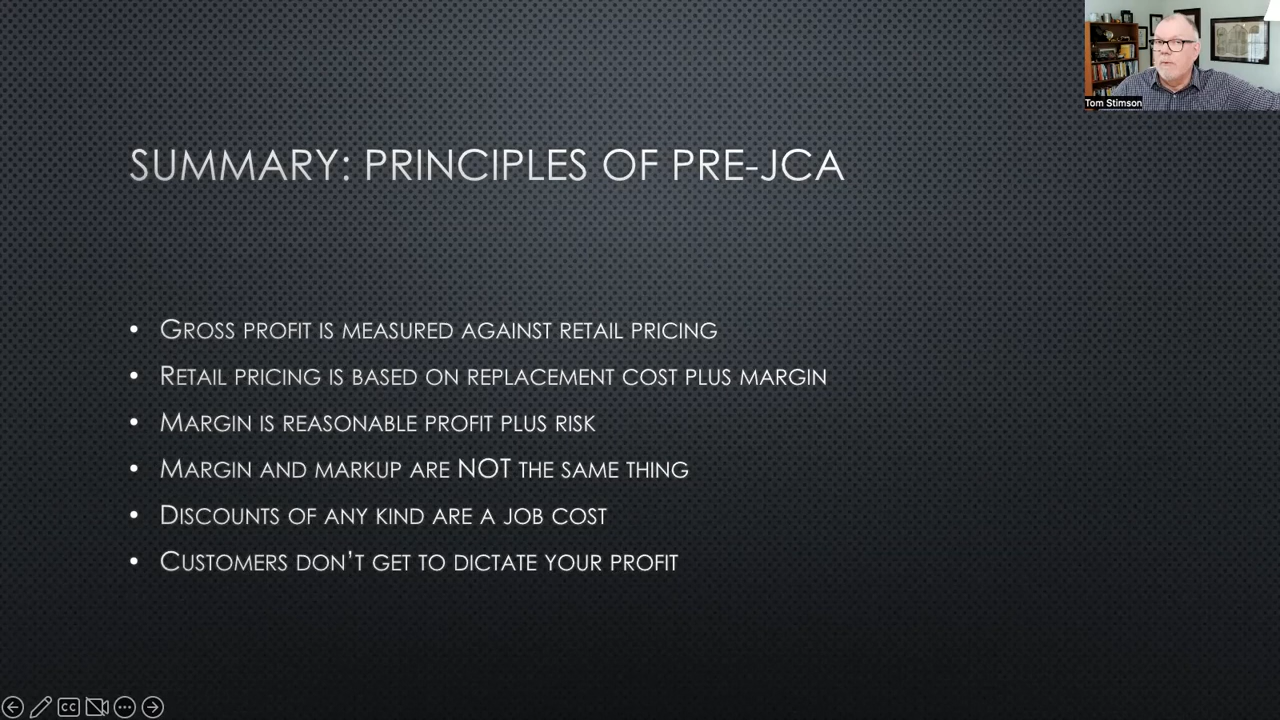 Tom Stimson
SUMMARY: PRINCIPLES OF PRE-JCA
• GROSS PROFIT IS MEASURED AGAINST RETAIL PRICING
• RETAIL PRICING IS BASED ON REPLACEMENT COST PLUS MARGIN
• MARGIN IS REASONABLE PROFIT PLUS RISK
• MARGIN AND MARKUP ARE NOT THE SAME THING
• DISCOUNTS OF ANY KIND ARE A JOB COST
• CUSTOMERS DON'T GET TO DICTATE YOUR PROFIT
CC